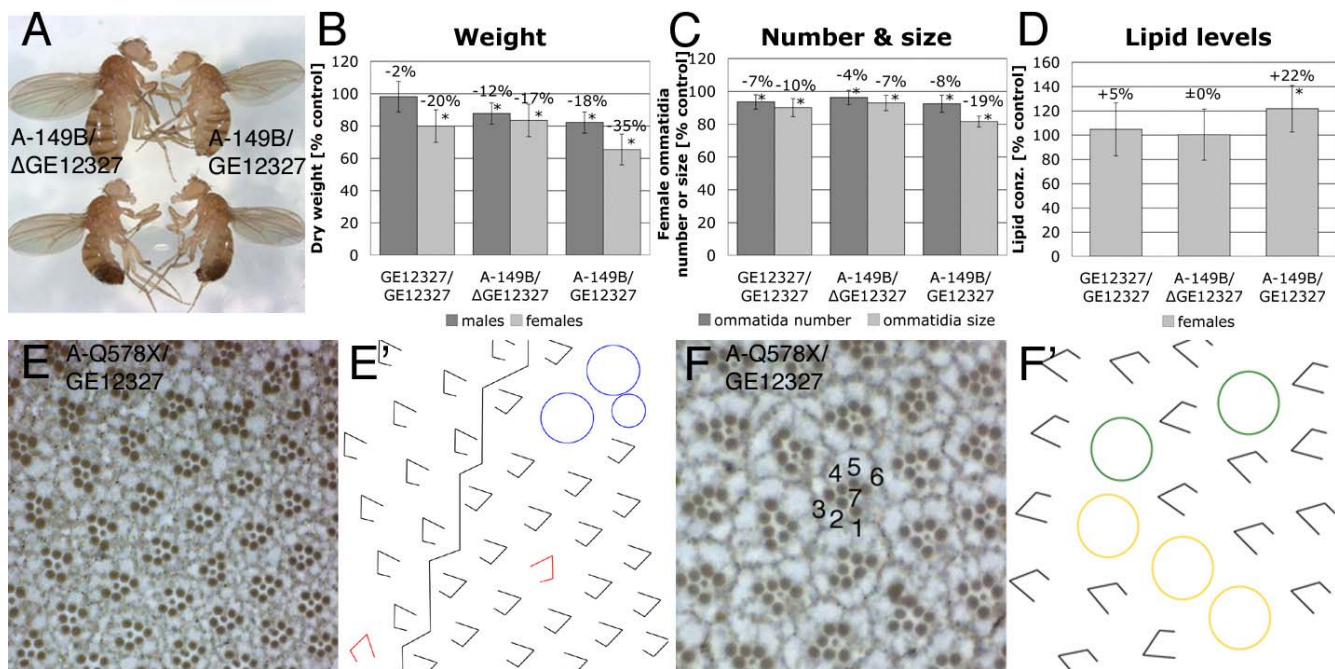 A
A-149B/
ΔGE12327
A-149B/
GE12327
B
Weight
Dry weight [% control]
120
100
80
60
40
20
0
-2%
-20%
*
-12%
*
-17%
*
-18%
*
-35%
*
GE12327/
GE12327
A-149B/
ΔGE12327
A-149B/
GE12327
males
females
C
Number & size
Female ommatidia
number or size [% control]
120
100
80
60
40
20
0
-7%
*
-10%
*
-4%
*
-7%
*
-8%
*
-19%
*
GE12327/
GE12327
A-149B/
ΔGE12327
A-149B/
GE12327
ommatida number
ommatidia size
D
Lipid levels
Lipid conz. [% control]
160
140
120
100
80
60
40
20
0
+5%
±0%
+22%
*
GE12327/
GE12327
A-149B/
ΔGE12327
A-149B/
GE12327
females
E
A-Q578X/
GE12327
E'
F
A-Q578X/
GE12327
4
5
6
3
2
7
1
F'